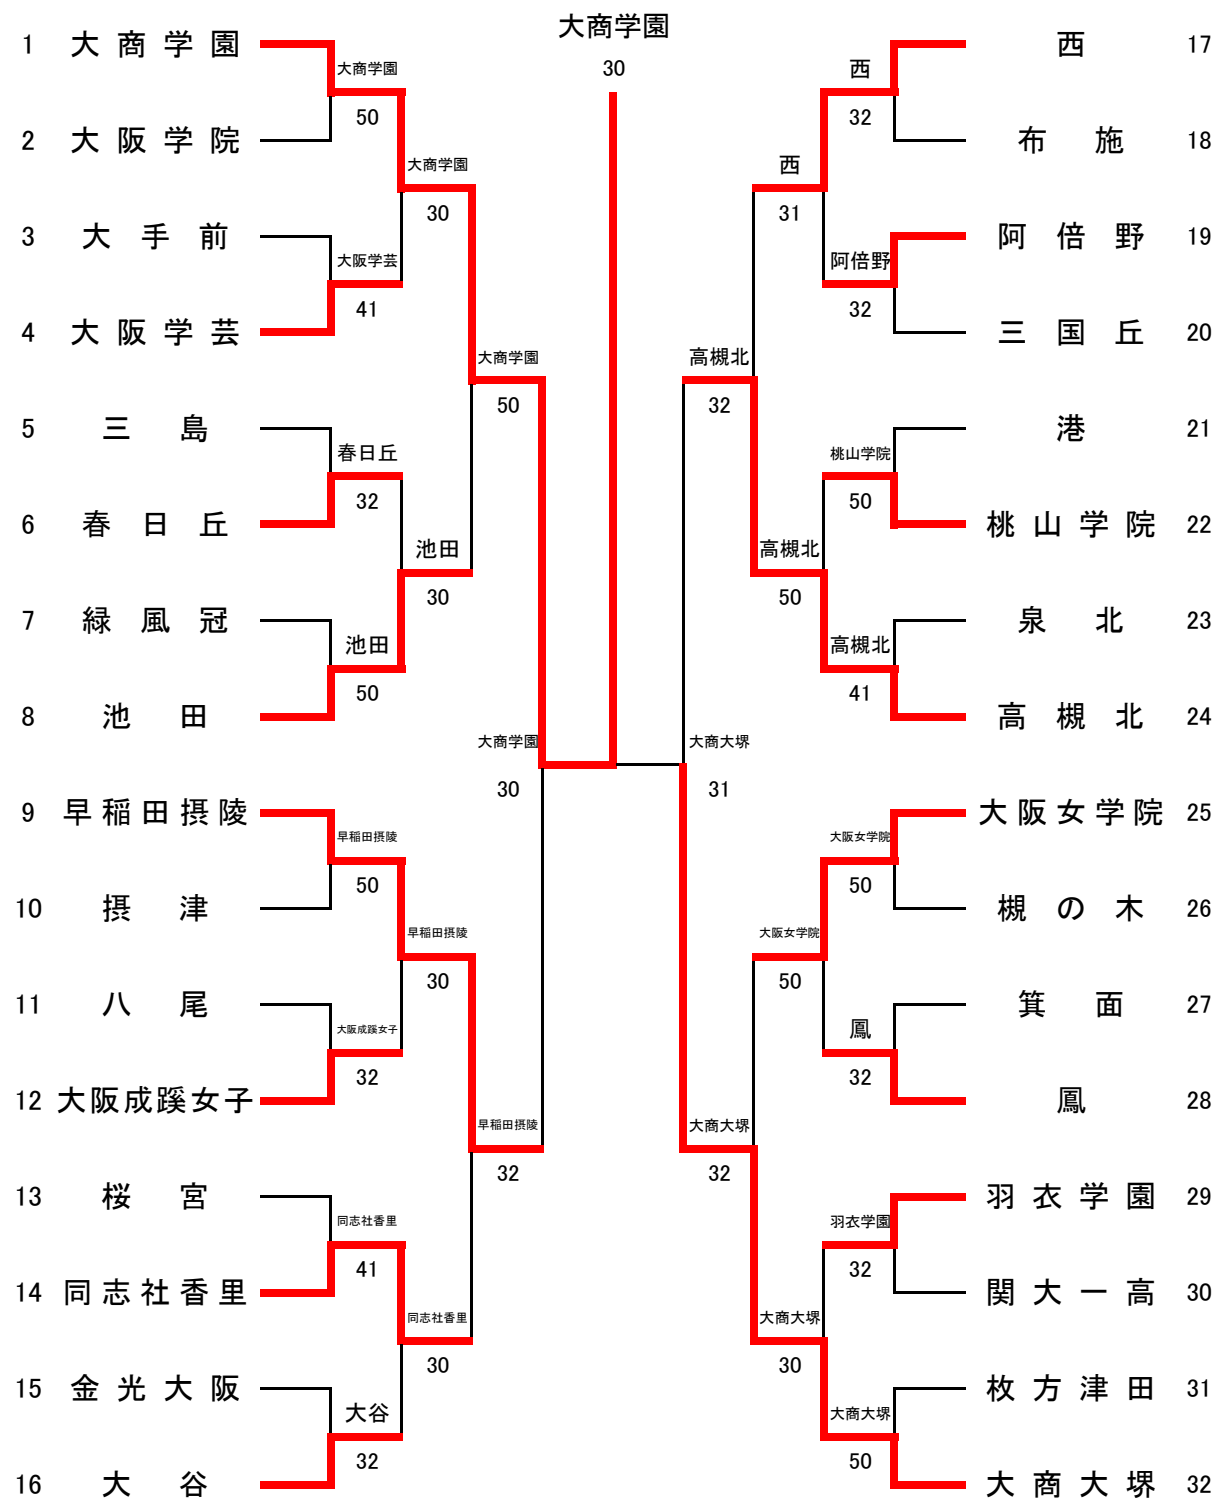 大商学園
30
1 大商学園
大商学園
50
2 大阪学院
大商学園
30
3 大手前
大阪学芸
41
4 大阪学芸
大商学園
50
5 三島
春日丘
32
6 春日丘
池田
30
7 緑風冠
池田
50
8 池田
大商学園
30
9 早稲田摂陵
早稲田摂陵
50
10 摂津
早稲田摂陵
30
11 八尾
大阪成蹊女子
32
12 大阪成蹊女子
早稲田摂陵
32
13 桜宮
同志社香里
41
14 同志社香里
同志社香里
30
15 金光大阪
大谷
32
16 大谷
西 17
西
32
布施 18
西
31
阿倍野 19
阿倍野
32
三国丘 20
高槻北
32
港 21
桃山学院
50
桃山学院 22
高槻北
50
泉北 23
高槻北
41
高槻北 24
大商大堺
31
大阪女学院 25
大阪女学院
50
槻の木 26
大阪女学院
50
箕面 27
鳳
32
鳳 28
大商大堺
32
羽衣学園 29
羽衣学園
32
関大一高 30
大商大堺
30
枚方津田 31
大商大堺
50
大商大堺 32